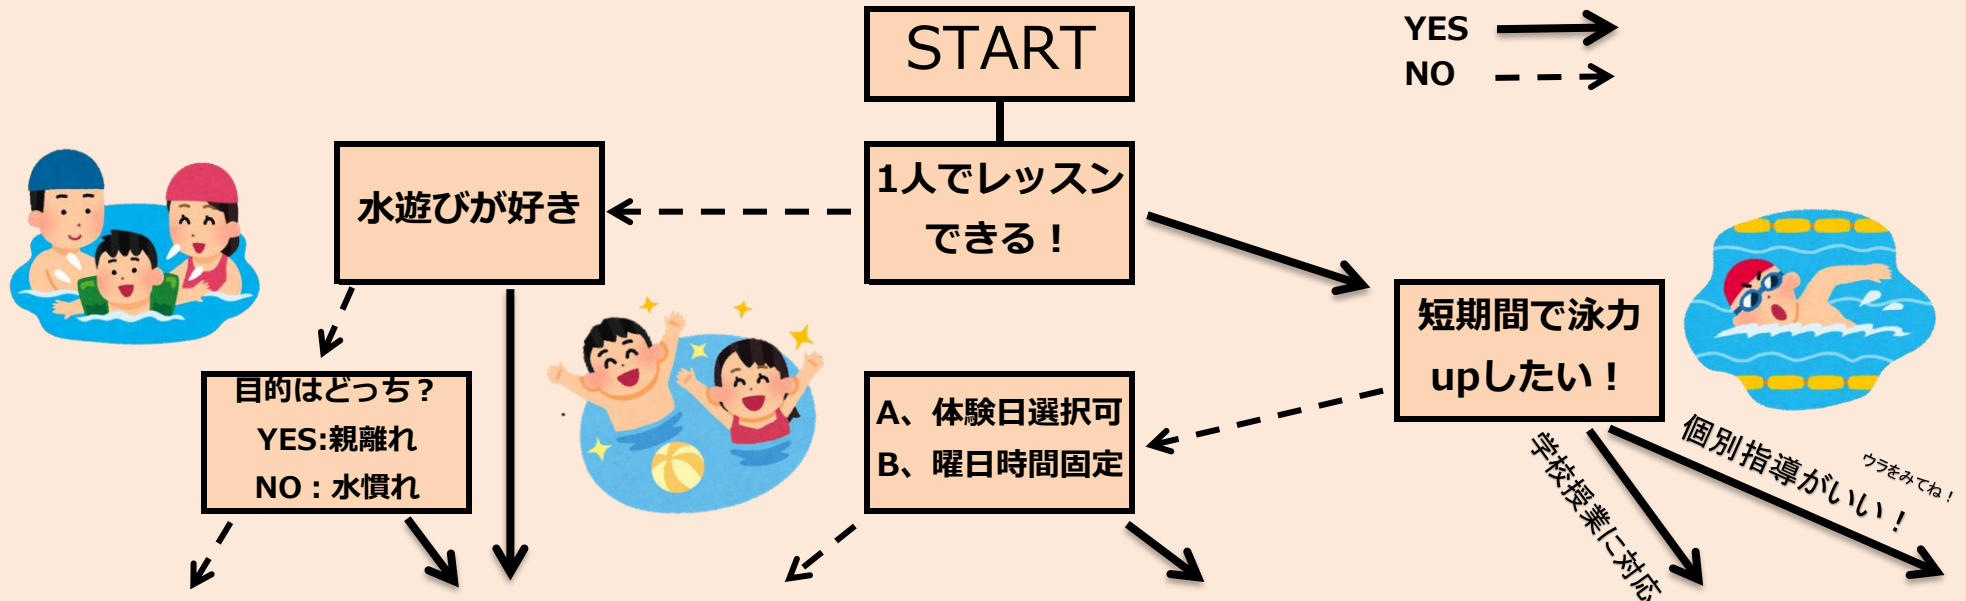 START
YES
NO
1人でレッスン
できる！
水遊びが好き
短期間で泳力
upしたい！
目的はどっち？
YES:親離れ
NO：水慣れ
A、体験日選択可
B、曜日時間固定
学校授業に対応
個別指導がいい！
ウラをみてね！